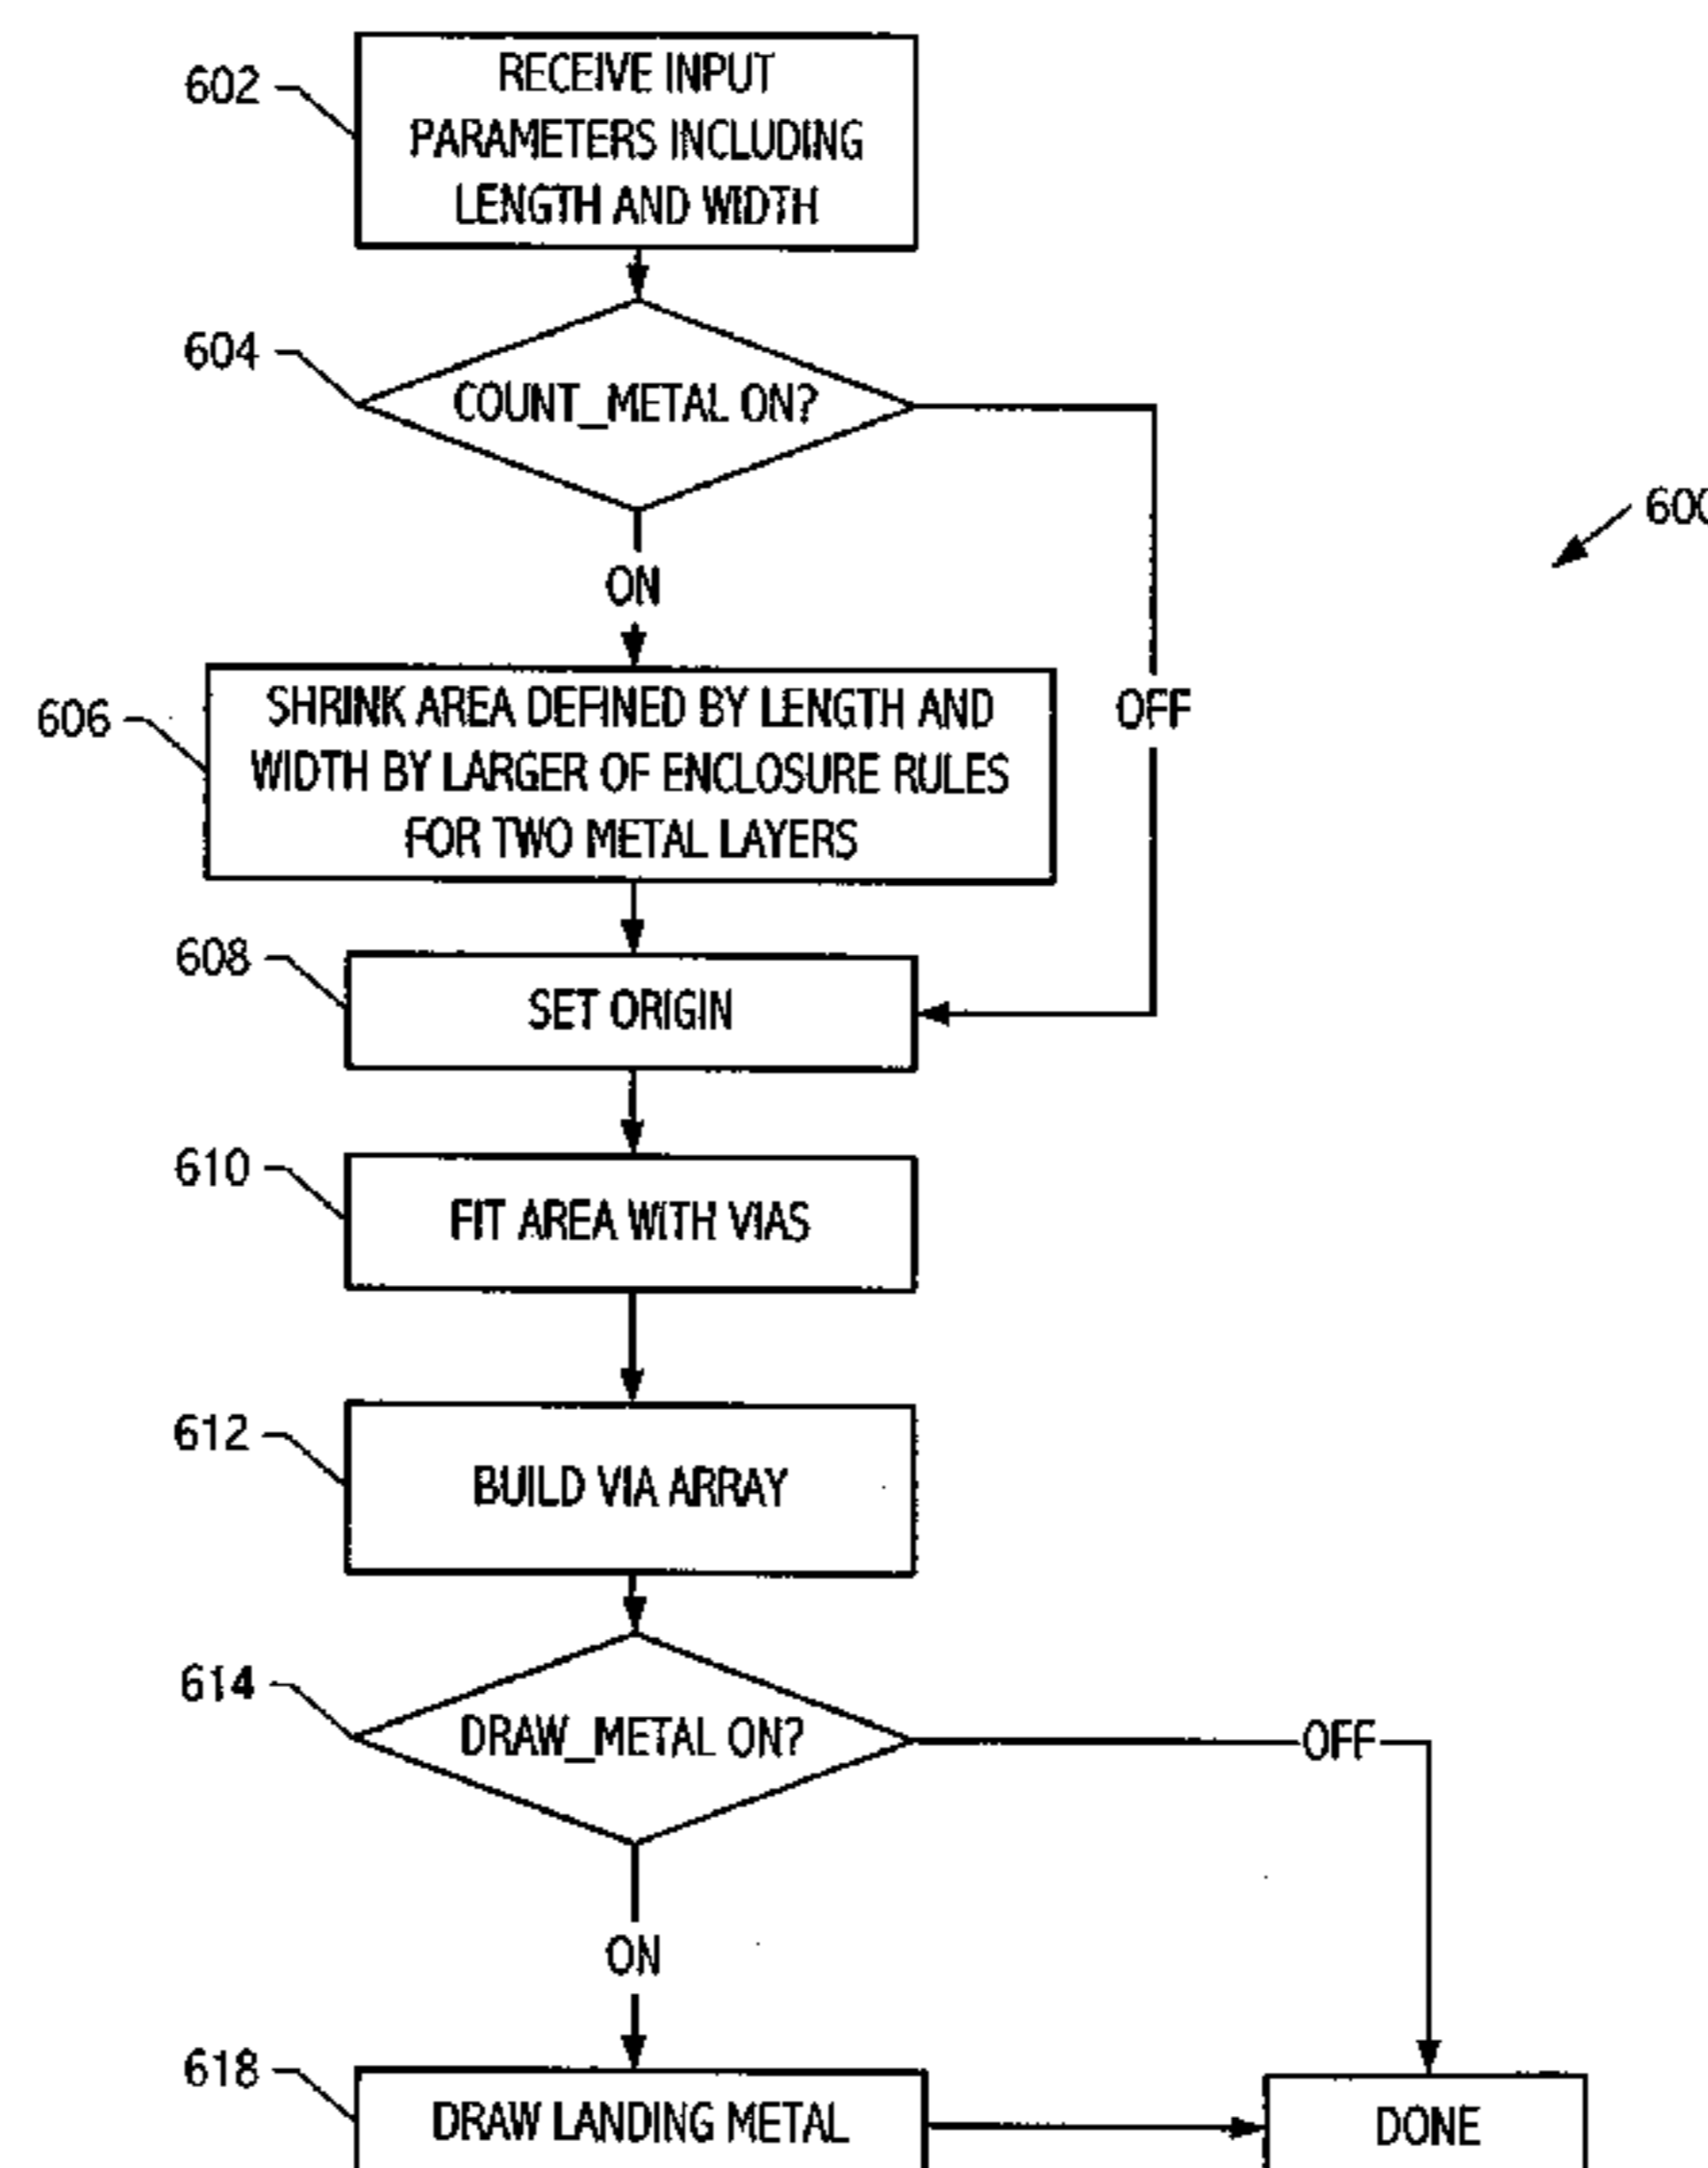 602
RECEIVE INPUT
PARAMETERS INCLUDING
LENGTH AND WIDTH
604
COUNT_METAL ON?
600
ON
606
SHRINK AREA DEFINED BY LENGTH AND
WIDTH BY LARGER OF ENCLOSURE RULES
FOR TWO METAL LAYERS
OFF
608
SET ORIGIN
610
FIT AREA WITH VIAS
612
BUILD VIA ARRAY
614
DRAW_METAL ON?
OFF
ON
618
DRAW LANDING METAL
DONE